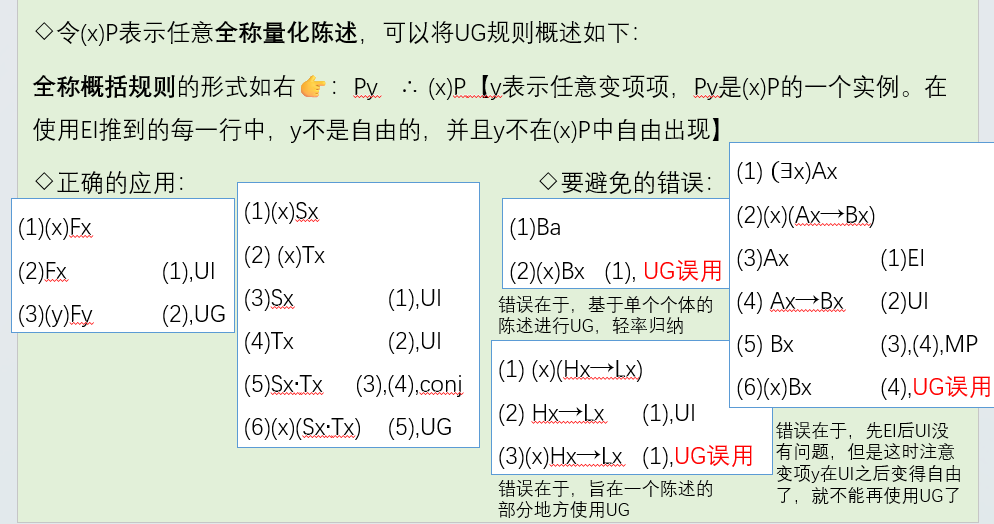 ◇令(x)P表示任意全称量化陈述，可以将UG规则概述如下：
全称概括规则的形式如右👉： Py ∴ (x)P【y表示任意变项项，Py是(x)P的一个实例。在
使用EI推到的每一行中，y不是自由的，并且y不在(x)P中自由出现】
◇正确的应用：
(1)(x)Fx
(2)Fx (1),UI
(3)(y)Fy (2),UG
(1)(x)Sx
(2) (x)Tx
(3)Sx (1),UI
(4)Tx (2),UI
(5)Sx·Tx (3),(4),conj
(6)(x)(Sx·Tx) (5),UG
◇要避免的错误：
(1)Ba
(2)(x)Bx (1), UG误用
错误在于，基于单个个体的
陈述进行UG，轻率归纳
(1) (x)(Hx→Lx)
(2) Hx→Lx (1),UI
(3)(x)Hx→Lx (1),UG误用
错误在于，旨在一个陈述的
部分地方使用UG
(1) (∃x)Ax
(2)(x)(Ax→Bx)
(3)Ax (1)EI
(4) Ax→Bx (2)UI
(5) Bx (3),(4),MP
(6)(x)Bx (4),UG误用
错误在于，先EI后UI没
有问题，但是这时注意
变项y在UI之后变得自由
了，就不能再使用UG了